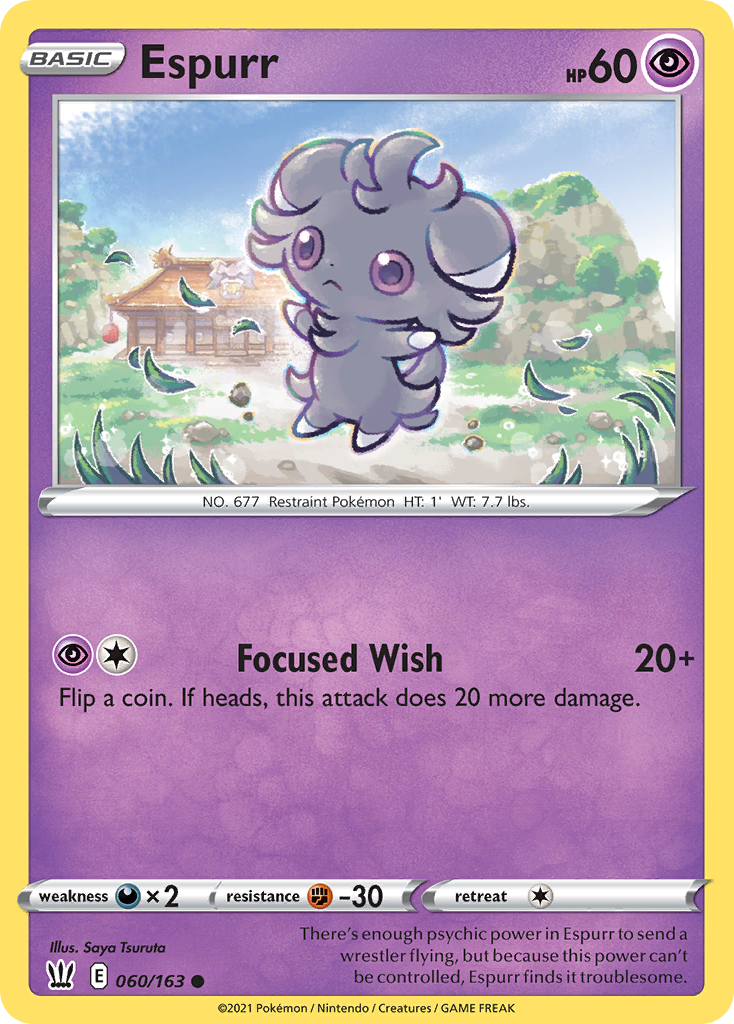 BASIC
Espurr
HP60
NO. 677 Restraint Pokémon HT: 1' WT: 7.7 lbs.
Focused Wish 20+
Flip a coin. If heads, this attack does 20 more damage.
weakness ×2 resistance -30 retreat
Illus. Saya Tsuruta
There's enough psychic power in Espurr to send a
wrestler flying, but because this power can't
be controlled, Espurr finds it troublesome.
E 060/163
©2021 Pokémon / Nintendo / Creatures / GAME FREAK